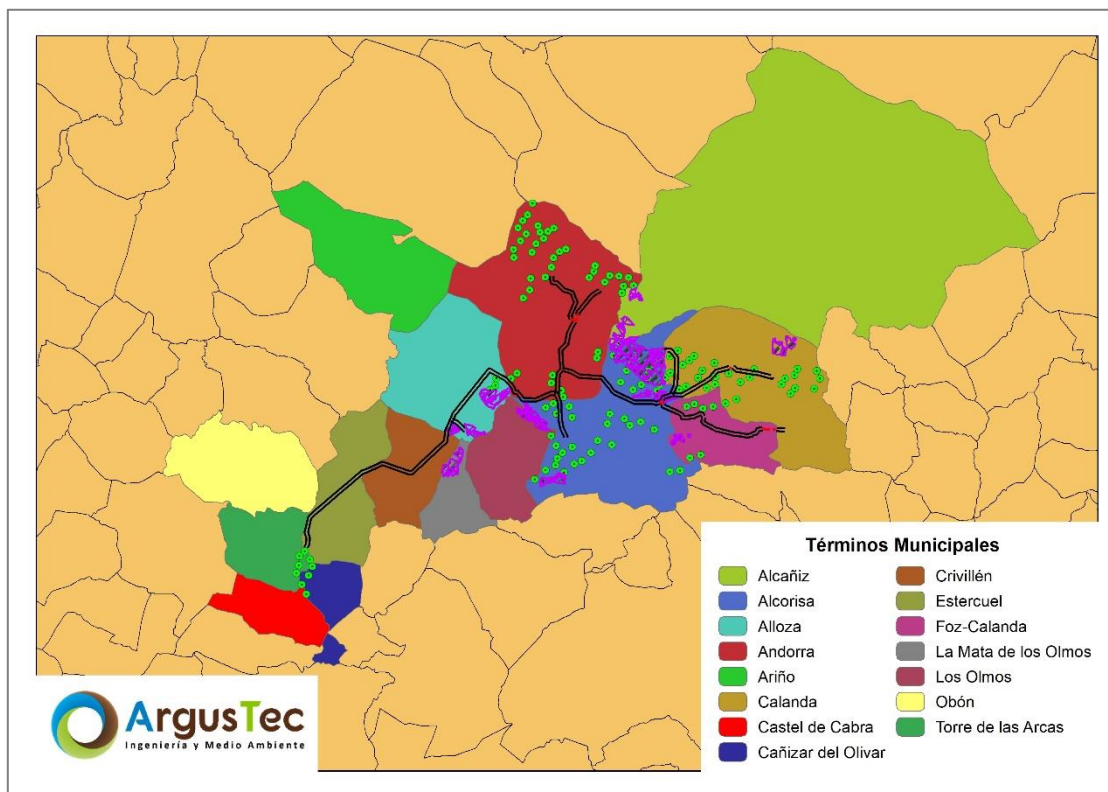 Términos Municipales
Alcañiz
Alcorisa
Alloza
Andorra
Ariño
Calanda
Castel de Cabra
Cañizar del Olivar
Crivillén
Estercuel
Foz-Calanda
La Mata de los Olmos
Los Olmos
Obón
Torre de las Arcas
ArgusTec
Ingeniería y Medio Ambiente